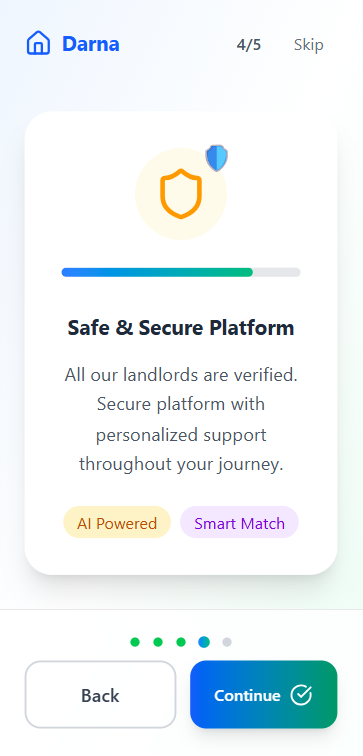 Darna
4/5
Skip
Safe & Secure Platform
All our landlords are verified.
Secure platform with
personalized support
throughout your journey.
AI Powered
Smart Match
Back
Continue